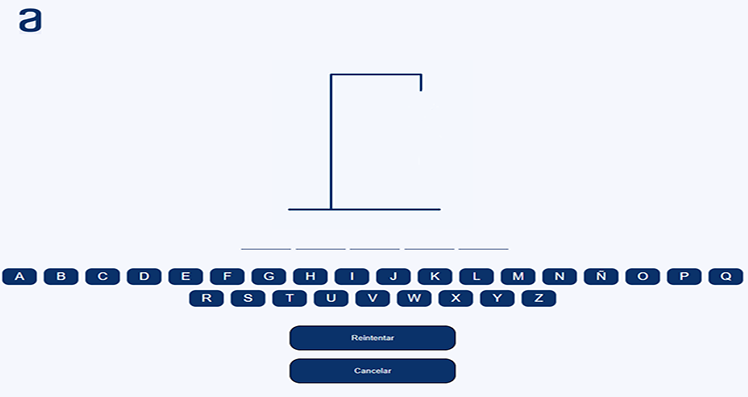 a
A B C D E F G H I J K L M N Ñ O P Q
R S T U V W X Y Z
Reintentar
Cancelar